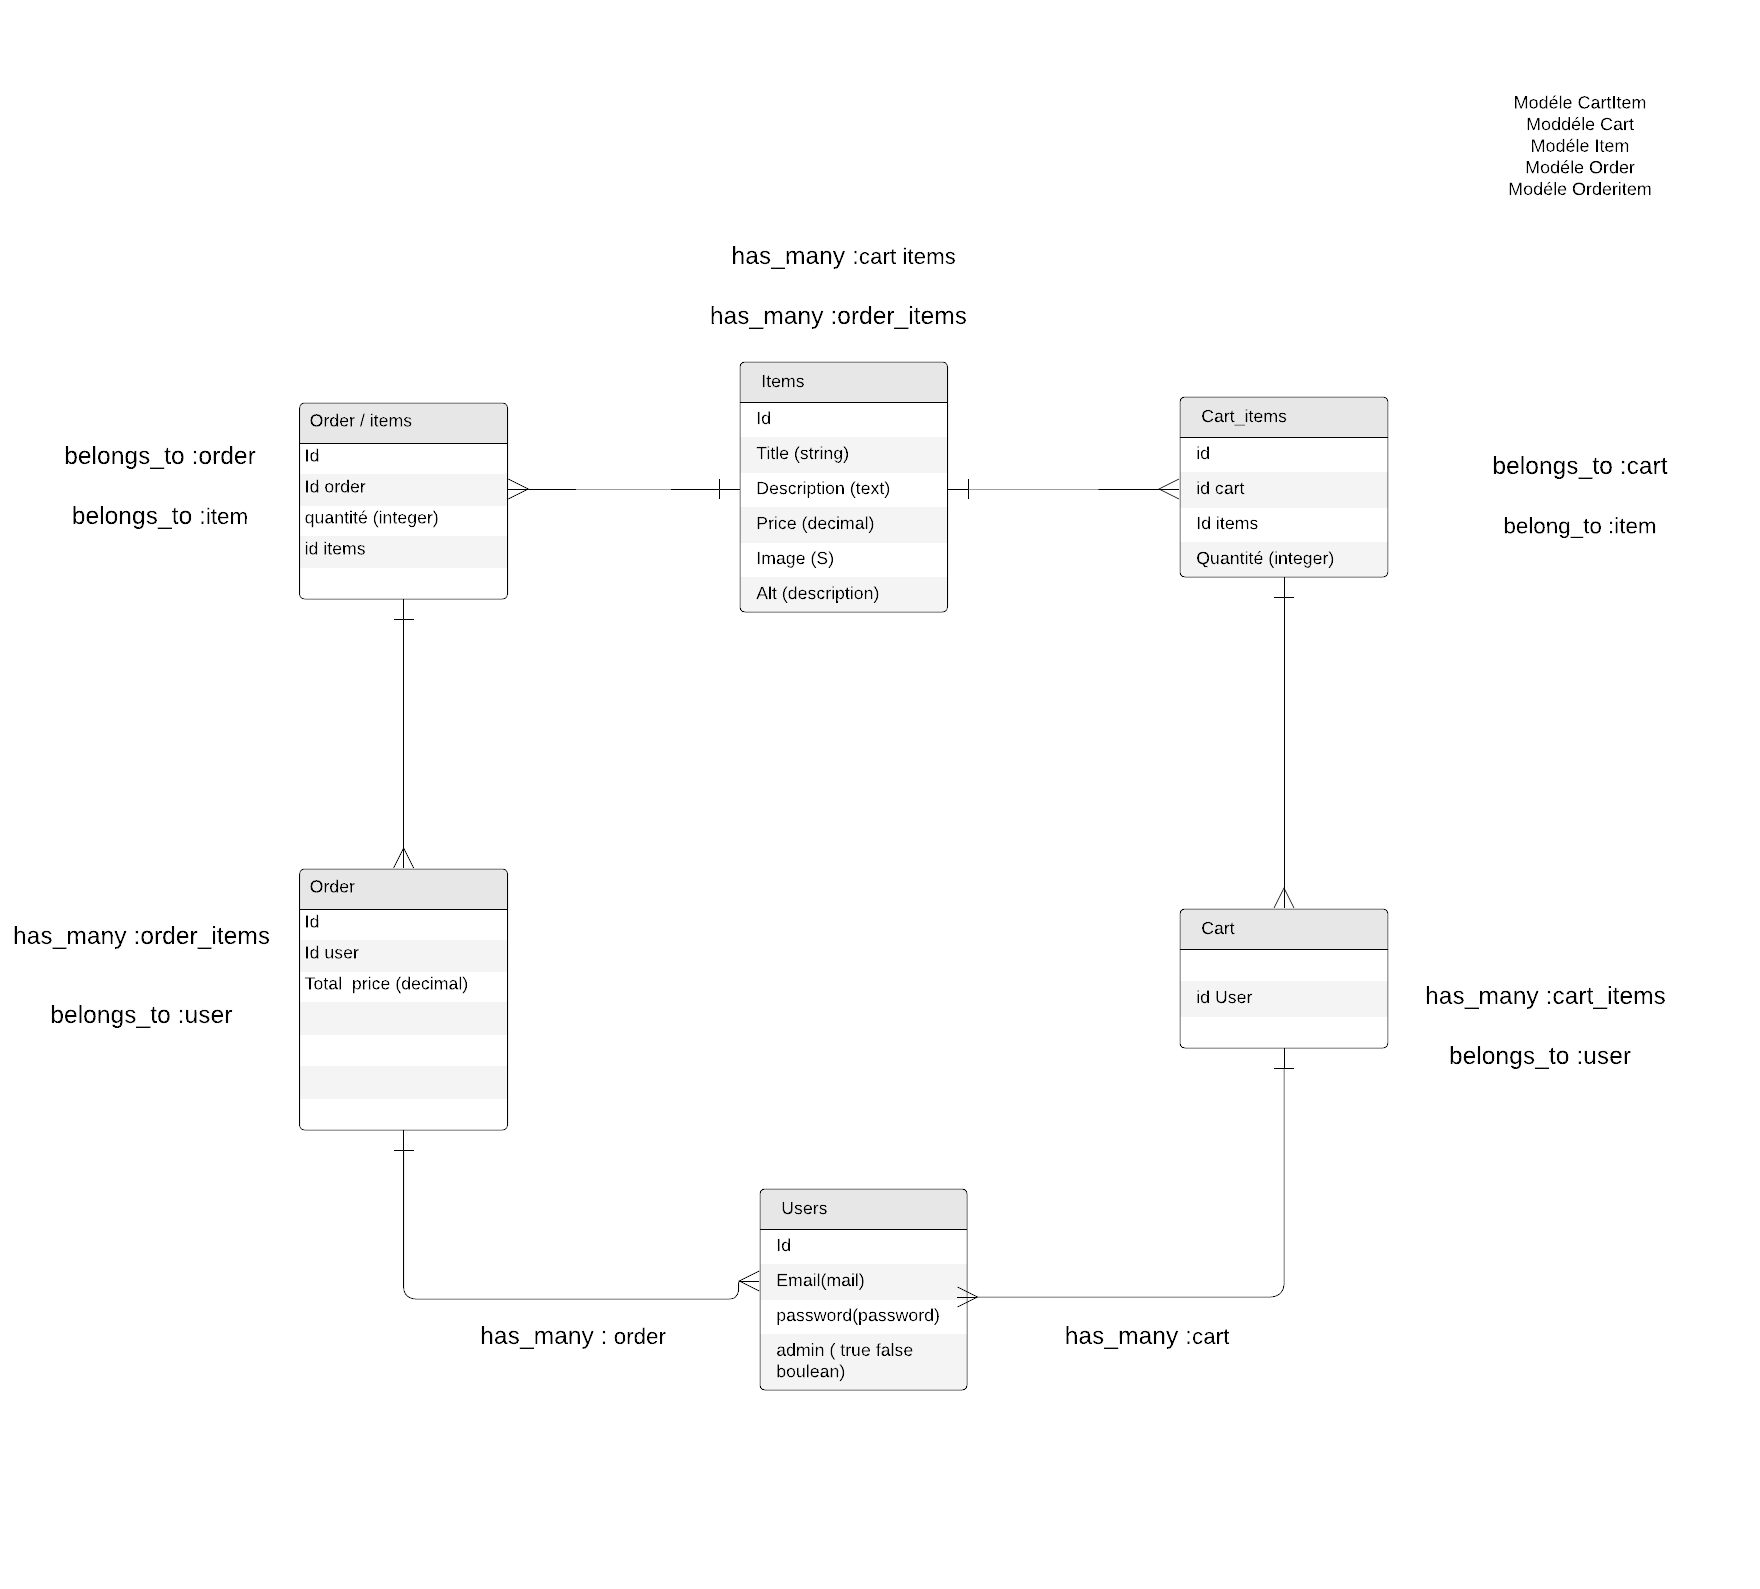 Modéle CartItem
Moddéle Cart
Modéle Item
Modéle Order
Modéle Orderitem
has_many :cart items
has_many :order_items
Items
Id
Title (string)
Description (text)
Price (decimal)
Image (S)
Alt (description)
Order / items
Id
Id order
quantité (integer)
id items
belongs_to :order
belongs_to :item
Cart_items
id
id cart
Id items
Quantité (integer)
belongs_to :cart
belong_to :item
Order
Id
Id user
Total  price (decimal)
has_many :order_items
belongs_to :user
Cart
id User
has_many :cart_items
belongs_to :user
Users
Id
Email(mail)
password(password)
admin ( true false
boulean)
has_many : order
has_many :cart